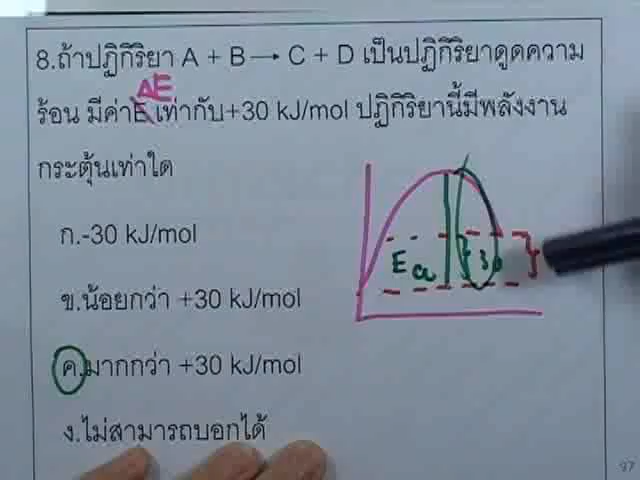 8.ถ้าปฏิกิริยา A + B → C + D เป็นปฏิกิริยาดูดความ
ΔE
ร้อน มีค่าE เท่ากับ+30 kJ/mol ปฏิกิริยานี้มีพลังงาน
กระตุ้นเท่าใด
ก.-30 kJ/mol
ข.น้อยกว่า +30 kJ/mol
ค.มากกว่า +30 kJ/mol
ง.ไม่สามารถบอกได้
Ea
30
97